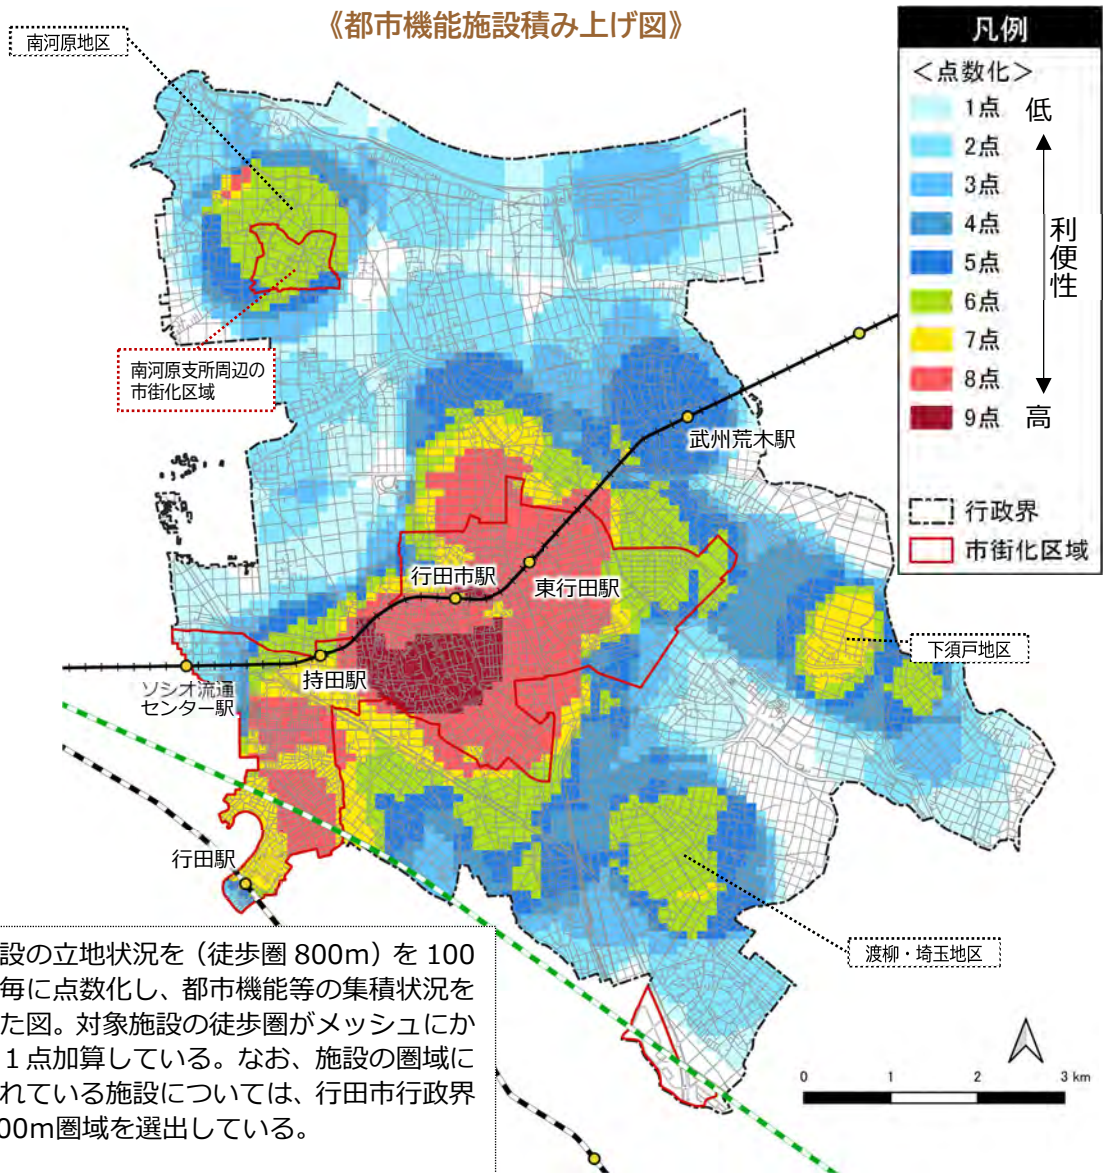 《都市機能施設積み上げ図》
南河原地区
凡例
<点数化>
1点
低
2点
3点
4点
利便性
5点
6点
7点
8点
9点
高
行政界
市街化区域
南河原支所周辺の
市街化区域
武州荒木駅
行田市駅
東行田駅
下須戸地区
持田駅
ソシオ流通
センター駅
行田駅
渡柳・埼玉地区
設の立地状況を(徒歩圏 800m)を 100
毎に点数化し、都市機能等の集積状況を
た図。対象施設の徒歩圏がメッシュにか
1点加算している。なお、施設の圏域に
れている施設については、行田市行政界
00m圏域を選出している。
0 1 2 3 km